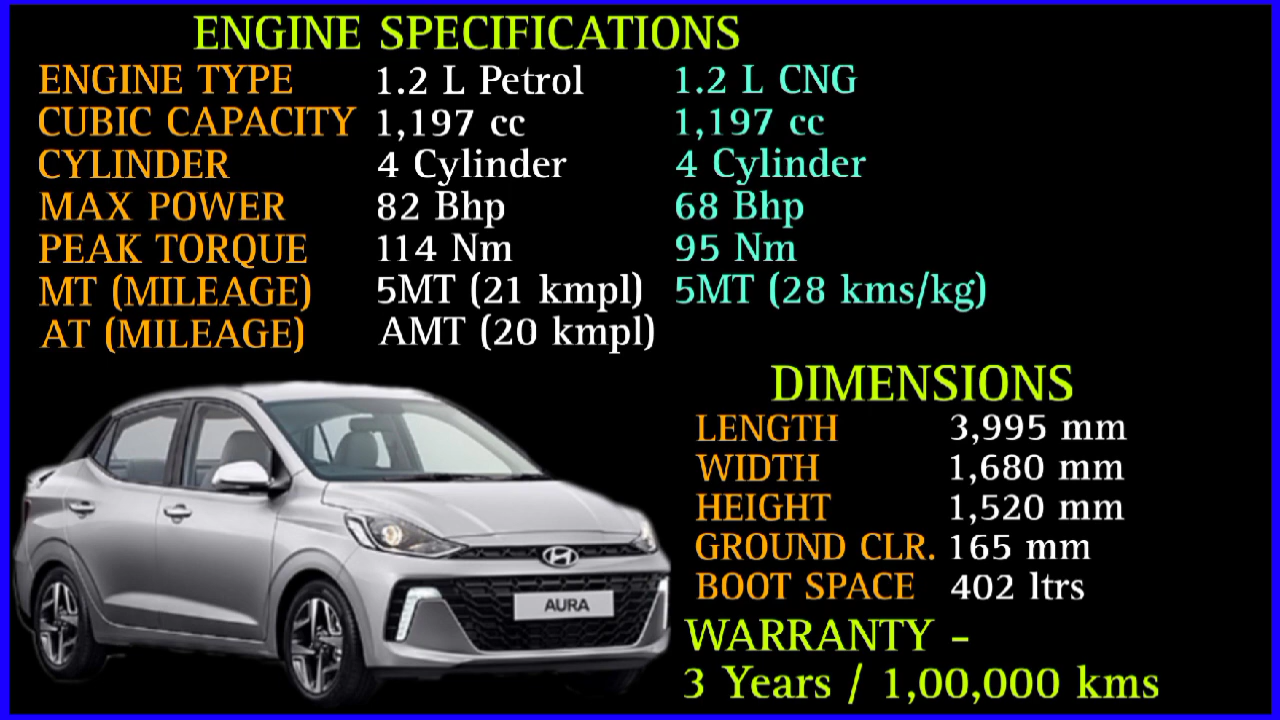 ENGINE SPECIFICATIONS
ENGINE TYPE 1.2 L Petrol 1.2 L CNG
CUBIC CAPACITY 1,197 cc 1,197 cc
CYLINDER 4 Cylinder 4 Cylinder
MAX POWER 82 Bhp 68 Bhp
PEAK TORQUE 114 Nm 95 Nm
MT (MILEAGE) 5MT (21 kmpl) 5MT (28 kms/kg)
AT (MILEAGE) AMT (20 kmpl)
DIMENSIONS
LENGTH 3,995 mm
WIDTH 1,680 mm
HEIGHT 1,520 mm
GROUND CLR. 165 mm
BOOT SPACE 402 ltrs
AURA
WARRANTY -
3 Years / 1,00,000 kms